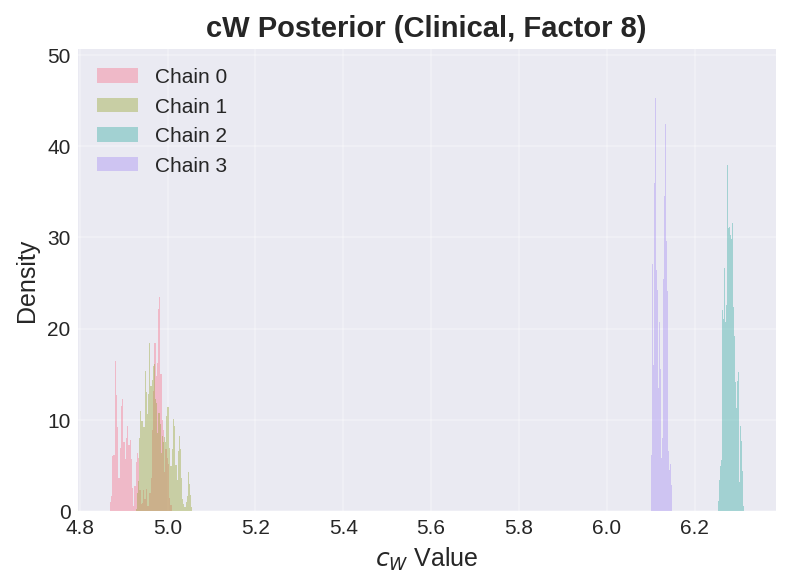 cW Posterior (Clinical, Factor 8)
50
40
30
20
10
0
Density
Chain 0
Chain 1
Chain 2
Chain 3
4.8 5.0 5.2 5.4 5.6 5.8 6.0 6.2
c_W Value